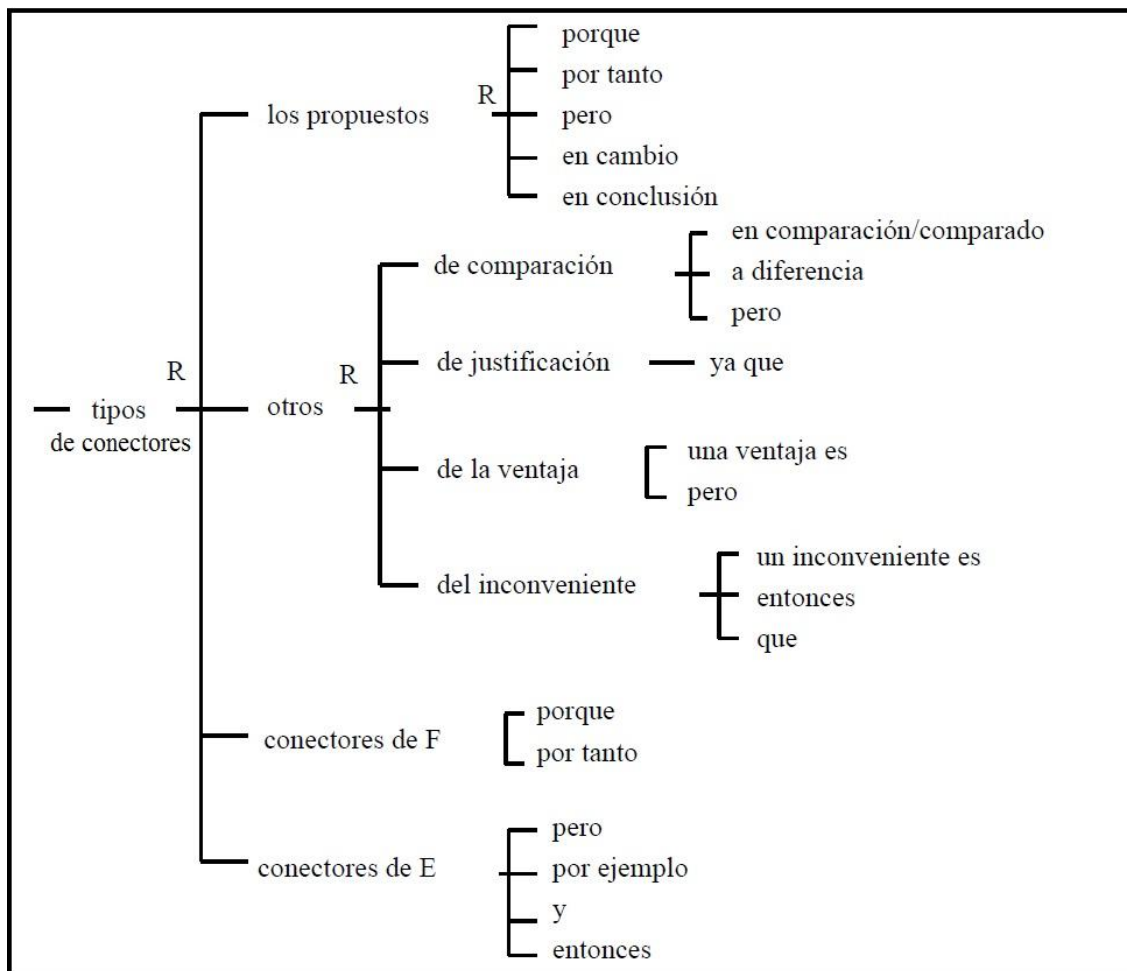 porque
por tanto
R
los propuestos
pero
en cambio
en conclusión
en comparación/comparado
de comparación
a diferencia
pero
R
R
de justificación
ya que
tipos
de conectores
otros
una ventaja es
de la ventaja
pero
un inconveniente es
del inconveniente
entonces
que
porque
conectores de F
por tanto
pero
conectores de E
por ejemplo
y
entonces